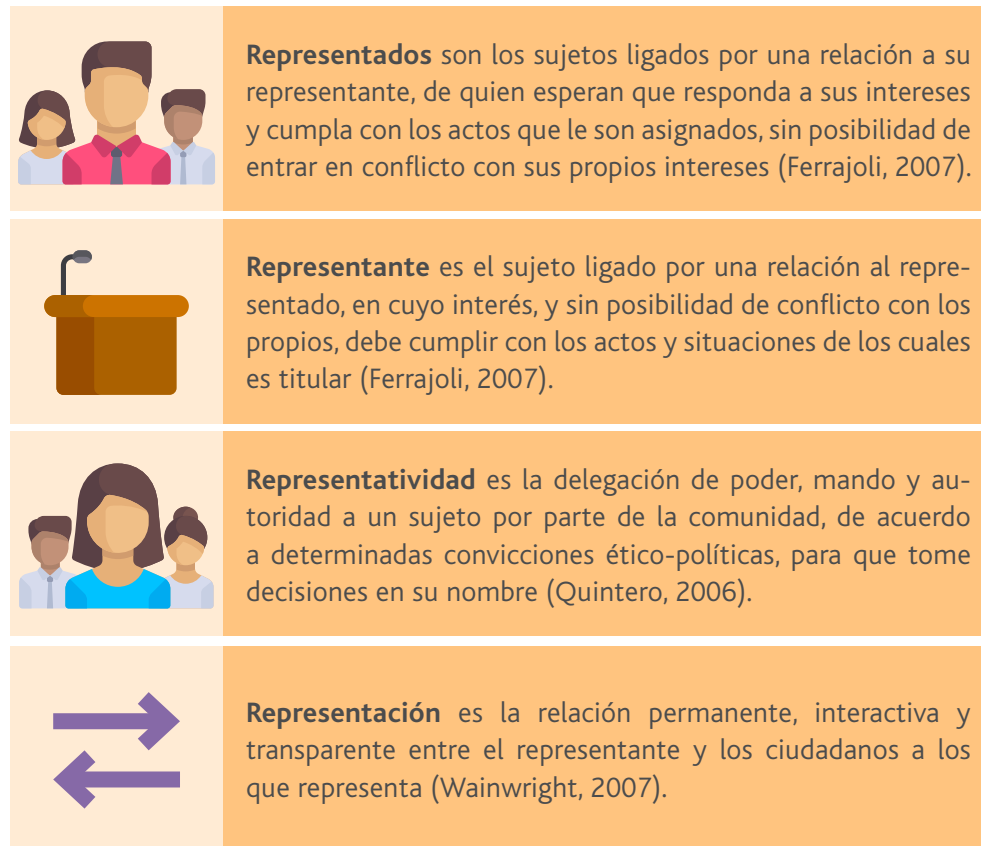 Representados son los sujetos ligados por una relación a su
representante, de quien esperan que responda a sus intereses
y cumpla con los actos que le son asignados, sin posibilidad de
entrar en conflicto con sus propios intereses (Ferrajoli, 2007).
Representante es el sujeto ligado por una relación al repre-
sentado, en cuyo interés, y sin posibilidad de conflicto con los
propios, debe cumplir con los actos y situaciones de los cuales
es titular (Ferrajoli, 2007).
Representatividad es la delegación de poder, mando y au-
toridad a un sujeto por parte de la comunidad, de acuerdo
a determinadas convicciones ético-políticas, para que tome
decisiones en su nombre (Quintero, 2006).
Representación es la relación permanente, interactiva y
transparente entre el representante y los ciudadanos a los
que representa (Wainwright, 2007).